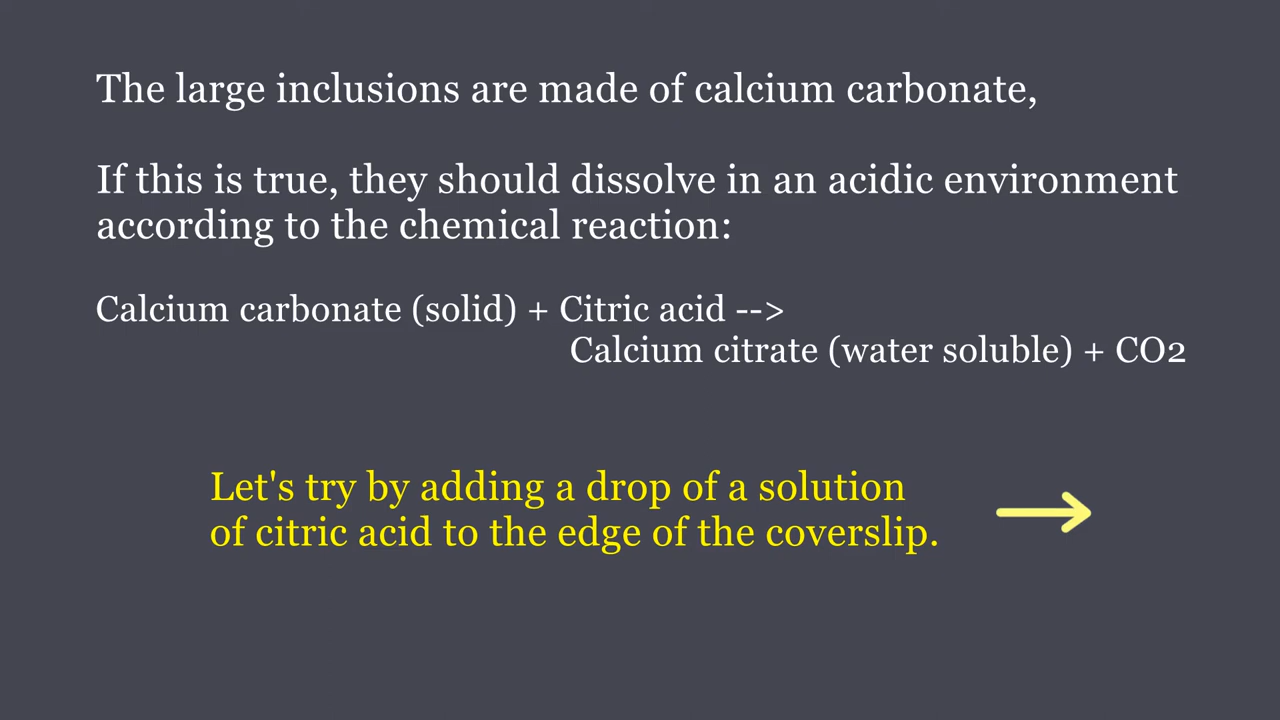 The large inclusions are made of calcium carbonate,
If this is true, they should dissolve in an acidic environment
according to the chemical reaction:
Calcium carbonate (solid) + Citric acid -->
Calcium citrate (water soluble) + CO2
Let's try by adding a drop of a solution
of citric acid to the edge of the coverslip.